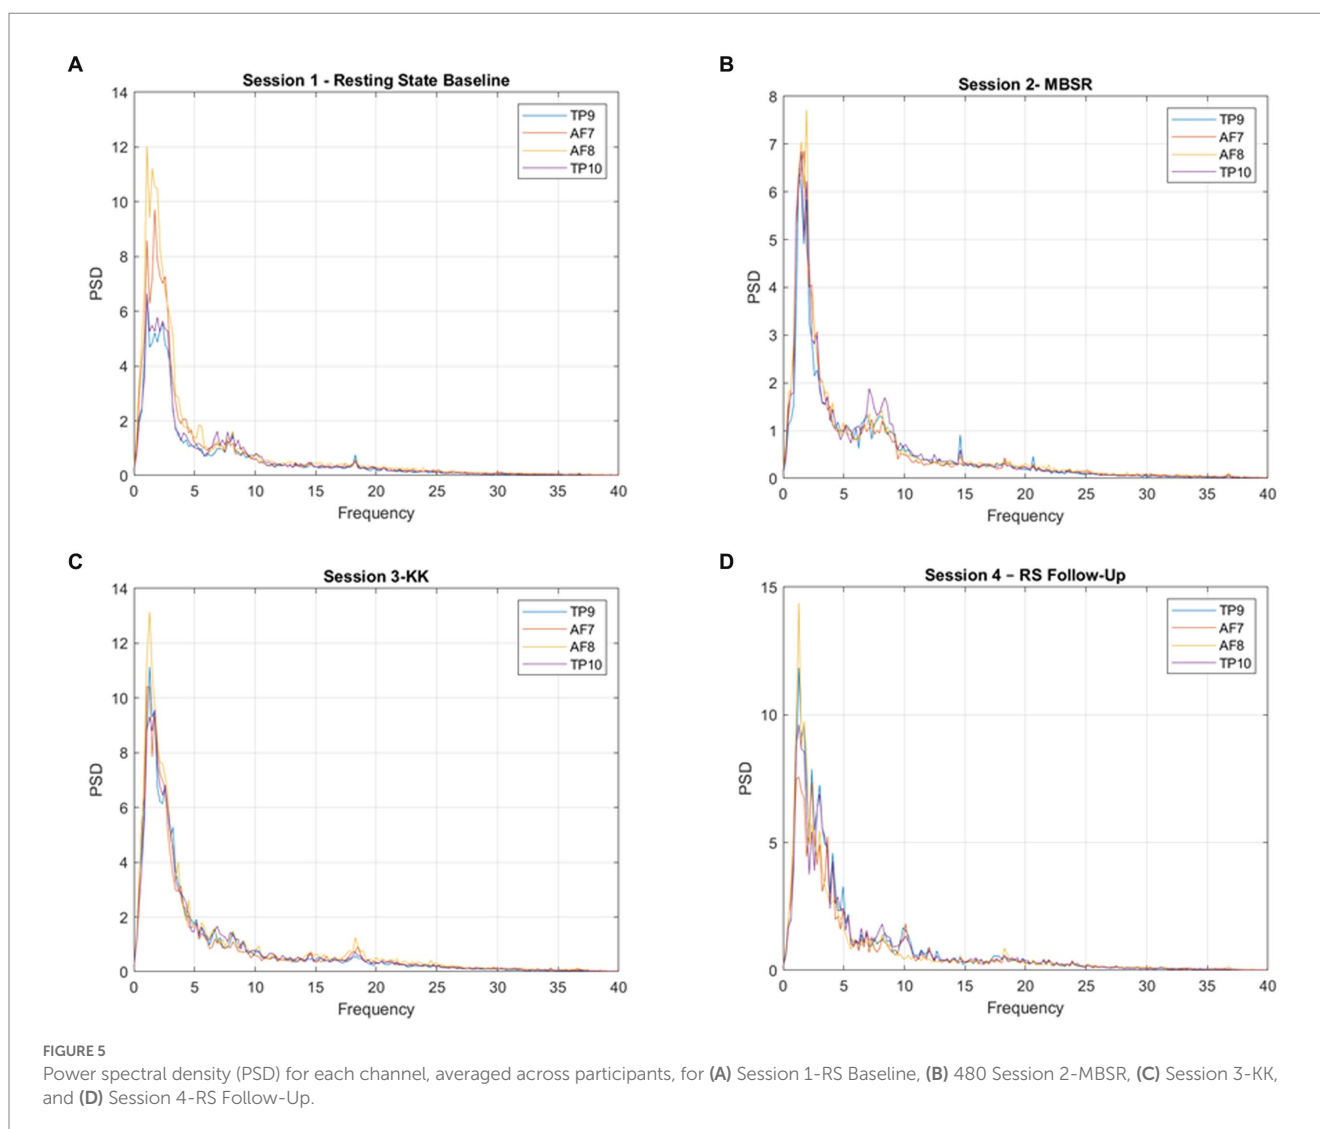 A
Session 1 - Resting State Baseline
14
12
10
8
6
4
2
0
PSD
TP9
AF7
AF8
TP10
0 5 10 15 20 25 30 35 40
Frequency
B
Session 2- MBSR
8
7
6
5
4
3
2
1
0
PSD
TP9
AF7
AF8
TP10
0 5 10 15 20 25 30 35 40
Frequency
C
Session 3-KK
14
12
10
8
6
4
2
0
PSD
TP9
AF7
AF8
TP10
0 5 10 15 20 25 30 35 40
Frequency
D
Session 4 – RS Follow-Up
15
10
5
0
PSD
TP9
AF7
AF8
TP10
0 5 10 15 20 25 30 35 40
Frequency
FIGURE 5
Power spectral density (PSD) for each channel, averaged across participants, for (A) Session 1-RS Baseline, (B) 480 Session 2-MBSR, (C) Session 3-KK,
and (D) Session 4-RS Follow-Up.